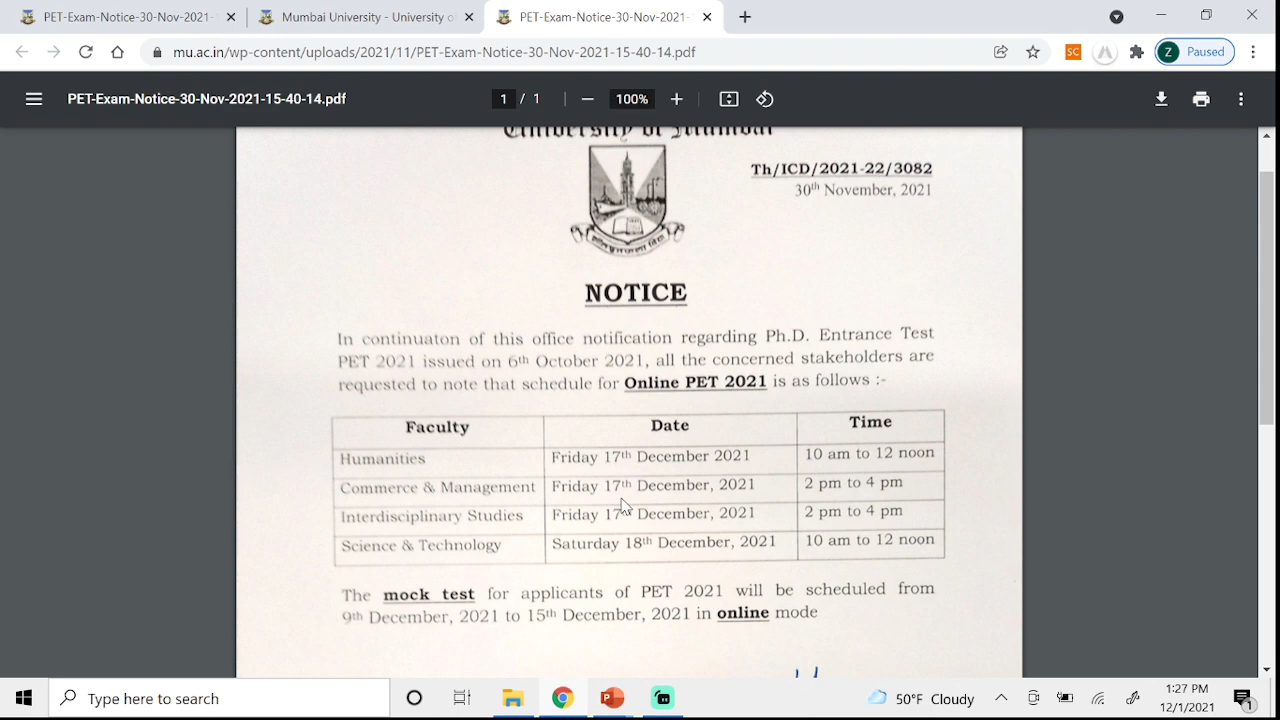 PET-Exam-Notice-30-Nov-2021-
Mumbai University - University of
PET-Exam-Notice-30-Nov-2021-
mu.ac.in/wp-content/uploads/2021/11/PET-Exam-Notice-30-Nov-2021-15-40-14.pdf
SC
Z Paused
PET-Exam-Notice-30-Nov-2021-15-40-14.pdf
1 / 1
100%
University of Mumbai
Th/ICD/2021-22/3082
30th November, 2021
NOTICE
In continuaton of this office notification regarding Ph.D. Entrance Test
PET 2021 issued on 6th October 2021, all the concerned stakeholders are
requested to note that schedule for Online PET 2021 is as follows :-
Faculty Date Time
Humanities Friday 17th December 2021 10 am to 12 noon
Commerce & Management Friday 17th December, 2021 2 pm to 4 pm
Interdisciplinary Studies Friday 17th December, 2021 2 pm to 4 pm
Science & Technology Saturday 18th December, 2021 10 am to 12 noon
The mock test for applicants of PET 2021 will be scheduled from
9th December, 2021 to 15th December, 2021 in online mode
Type here to search
50°F Cloudy
1:27 PM
12/1/2021
1